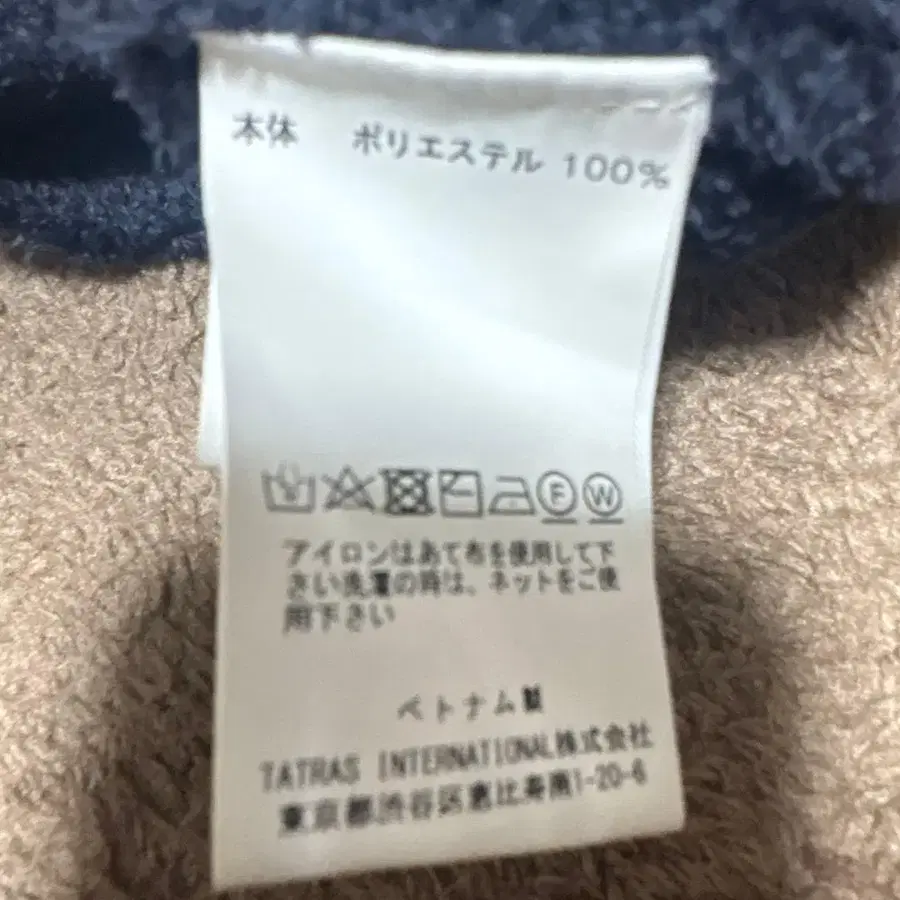 本体 ポリエステル 100%
F W
アイロンはあて布を使用して下
さい洗濯の時は、ネットをご使
用下さい
ベトナム製
TATRAS INTERNATIONAL株式会社
東京都渋谷区恵比寿南1-20-6